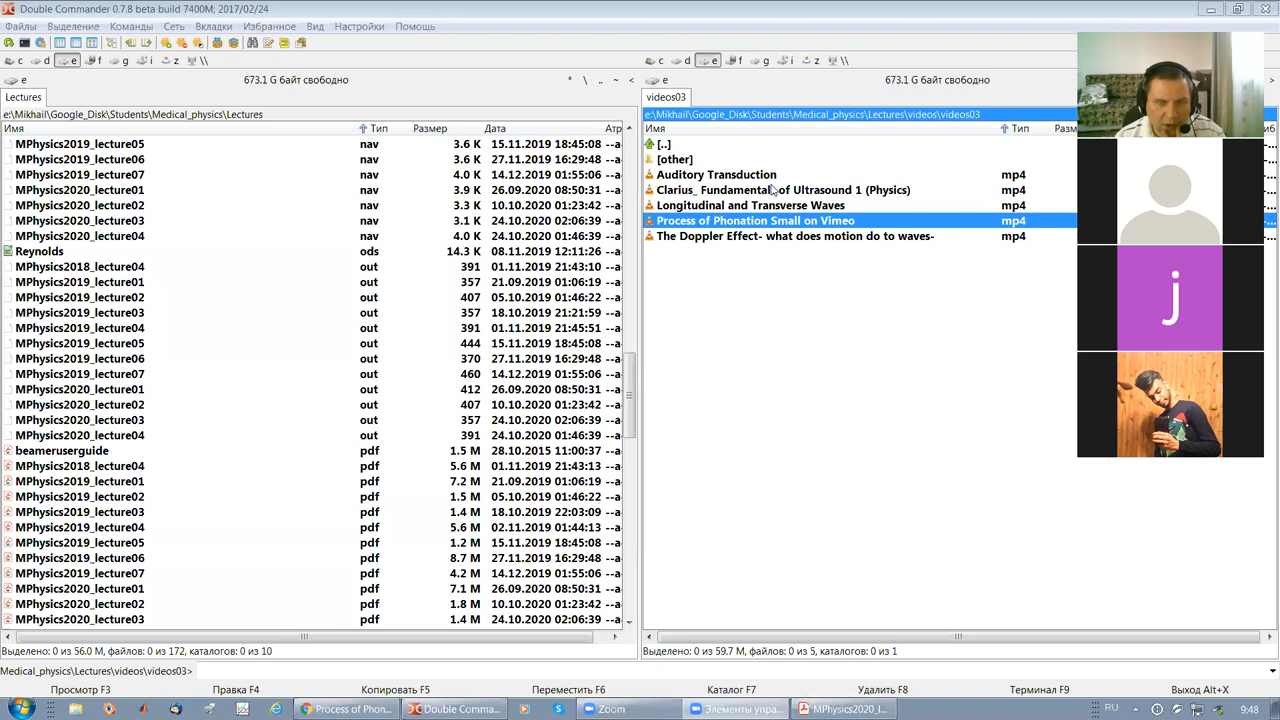 Double Commander 0.7.8 beta build 7400M; 2017/02/24
Файлы Выделение Команды Сеть Вкладки Избранное Вид Настройки Помощь
c d e f g i z \\ c d e f g i z \\
e 673.1 G байт свободно * \ .. ~ < e 673.1 G байт свободно >
Lectures videos03
e:\Mikhail\Google_Disk\Students\Medical_physics\Lectures e:\Mikhail\Google_Disk\Students\Medical_physics\Lectures\videos\videos03
Имя Тип Размер Дата Атр Имя Тип Разм иб
MPhysics2019_lecture05 nav 3.6 K 15.11.2019 18:45:08 --a [..]
MPhysics2019_lecture06 nav 3.6 K 27.11.2019 16:29:48 --a [other]
MPhysics2019_lecture07 nav 4.0 K 14.12.2019 01:55:06 --a Auditory Transduction mp4
MPhysics2020_lecture01 nav 3.9 K 26.09.2020 08:50:31 --a Clarius_ Fundamentals of Ultrasound 1 (Physics) mp4
MPhysics2020_lecture02 nav 3.3 K 10.10.2020 01:23:42 --a Longitudinal and Transverse Waves mp4
MPhysics2020_lecture03 nav 3.1 K 24.10.2020 02:06:39 --a Process of Phonation Small on Vimeo mp4
MPhysics2020_lecture04 nav 4.0 K 24.10.2020 01:46:39 --a The Doppler Effect- what does motion do to waves- mp4
Reynolds ods 14.3 K 08.11.2019 12:11:26 --a
MPhysics2018_lecture04 out 391 01.11.2019 21:43:10 --a
MPhysics2019_lecture01 out 357 21.09.2019 01:06:19 --a
MPhysics2019_lecture02 out 407 05.10.2019 01:46:22 --a
MPhysics2019_lecture03 out 357 18.10.2019 21:21:59 --a
MPhysics2019_lecture04 out 391 01.11.2019 21:45:51 --a
MPhysics2019_lecture05 out 444 15.11.2019 18:45:08 --a
MPhysics2019_lecture06 out 370 27.11.2019 16:29:48 --a
MPhysics2019_lecture07 out 460 14.12.2019 01:55:06 --a
MPhysics2020_lecture01 out 412 26.09.2020 08:50:31 --a
MPhysics2020_lecture02 out 407 10.10.2020 01:23:42 --a
MPhysics2020_lecture03 out 357 24.10.2020 02:06:39 --a
MPhysics2020_lecture04 out 391 24.10.2020 01:46:39 --a
beameruserguide pdf 1.5 M 28.10.2015 11:00:37 --a
MPhysics2018_lecture04 pdf 5.6 M 01.11.2019 21:43:13 --a
MPhysics2019_lecture01 pdf 7.2 M 21.09.2019 01:06:19 --a
MPhysics2019_lecture02 pdf 1.5 M 05.10.2019 01:46:22 --a
MPhysics2019_lecture03 pdf 1.4 M 18.10.2019 22:03:09 --a
MPhysics2019_lecture04 pdf 5.6 M 02.11.2019 01:44:13 --a
MPhysics2019_lecture05 pdf 1.2 M 15.11.2019 18:45:08 --a
MPhysics2019_lecture06 pdf 8.7 M 27.11.2019 16:29:48 --a
MPhysics2019_lecture07 pdf 4.2 M 14.12.2019 01:55:06 --a
MPhysics2020_lecture01 pdf 7.1 M 26.09.2020 08:50:31 --a
MPhysics2020_lecture02 pdf 1.8 M 10.10.2020 01:23:42 --a
MPhysics2020_lecture03 pdf 1.4 M 24.10.2020 02:06:39 --a
j
Выделено: 0 из 56.0 M, файлов: 0 из 172, каталогов: 0 из 10 Выделено: 0 из 59.7 M, файлов: 0 из 5, каталогов: 0 из 1
Medical_physics\Lectures\videos\videos03>
Просмотр F3 Правка F4 Копировать F5 Переместить F6 Каталог F7 Удалить F8 Терминал F9 Выход Alt+X
Process of Phon... Double Comma... Zoom Элементы упра... MPhysics2020_l... RU 9:48